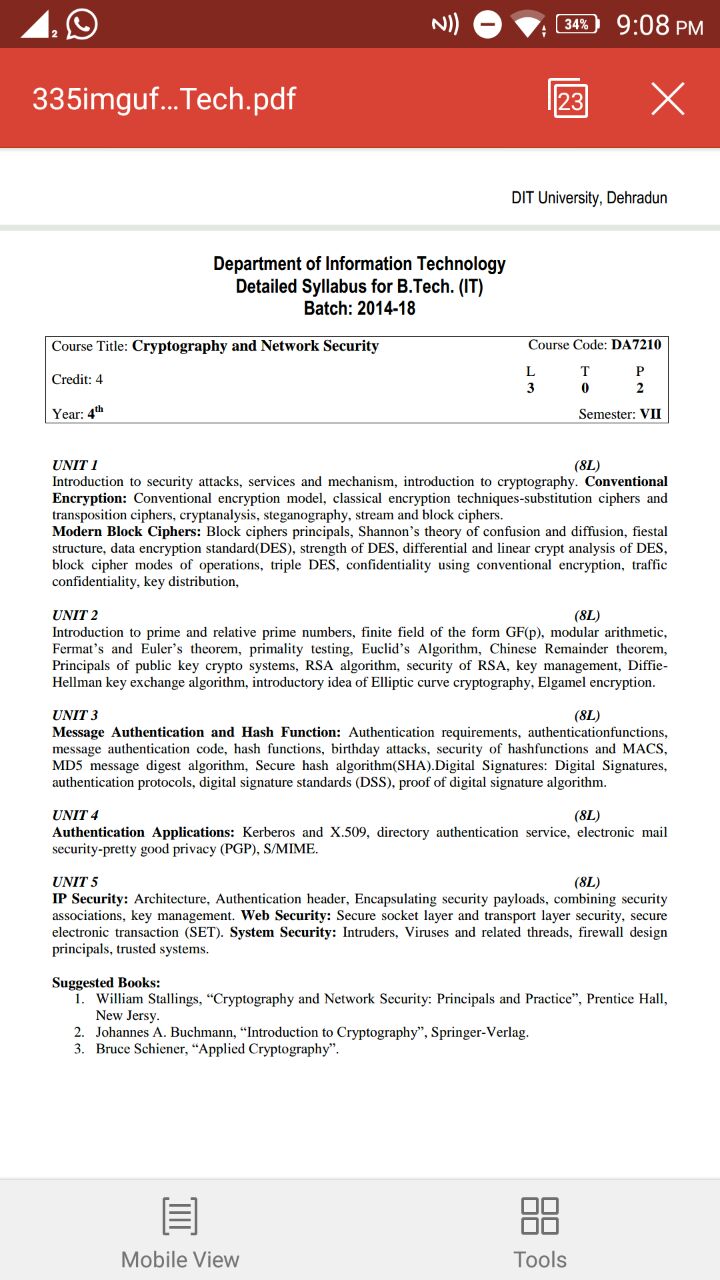 2
34%
9:08 PM
335imguf...Tech.pdf
23
DIT University, Dehradun
Department of Information Technology
Detailed Syllabus for B.Tech. (IT)
Batch: 2014-18
Course Title: Cryptography and Network Security Course Code: DA7210
L T P
Credit: 4
3 0 2
Year: 4th Semester: VII
UNIT 1 (8L)
Introduction to security attacks, services and mechanism, introduction to cryptography. Conventional
Encryption: Conventional encryption model, classical encryption techniques-substitution ciphers and
transposition ciphers, cryptanalysis, steganography, stream and block ciphers.
Modern Block Ciphers: Block ciphers principals, Shannon's theory of confusion and diffusion, fiestal
structure, data encryption standard(DES), strength of DES, differential and linear crypt analysis of DES,
block cipher modes of operations, triple DES, confidentiality using conventional encryption, traffic
confidentiality, key distribution,
UNIT 2 (8L)
Introduction to prime and relative prime numbers, finite field of the form GF(p), modular arithmetic,
Fermat's and Euler's theorem, primality testing, Euclid's Algorithm, Chinese Remainder theorem,
Principals of public key crypto systems, RSA algorithm, security of RSA, key management, Diffie-
Hellman key exchange algorithm, introductory idea of Elliptic curve cryptography, Elgamel encryption.
UNIT 3 (8L)
Message Authentication and Hash Function: Authentication requirements, authenticationfunctions,
message authentication code, hash functions, birthday attacks, security of hashfunctions and MACS,
MD5 message digest algorithm, Secure hash algorithm(SHA).Digital Signatures: Digital Signatures,
authentication protocols, digital signature standards (DSS), proof of digital signature algorithm.
UNIT 4 (8L)
Authentication Applications: Kerberos and X.509, directory authentication service, electronic mail
security-pretty good privacy (PGP), S/MIME.
UNIT 5 (8L)
IP Security: Architecture, Authentication header, Encapsulating security payloads, combining security
associations, key management. Web Security: Secure socket layer and transport layer security, secure
electronic transaction (SET). System Security: Intruders, Viruses and related threads, firewall design
principals, trusted systems.
Suggested Books:
1. William Stallings, “Cryptography and Network Security: Principals and Practice”, Prentice Hall,
New Jersy.
2. Johannes A. Buchmann, “Introduction to Cryptography”, Springer-Verlag.
3. Bruce Schiener, “Applied Cryptography”.
Mobile View
Tools